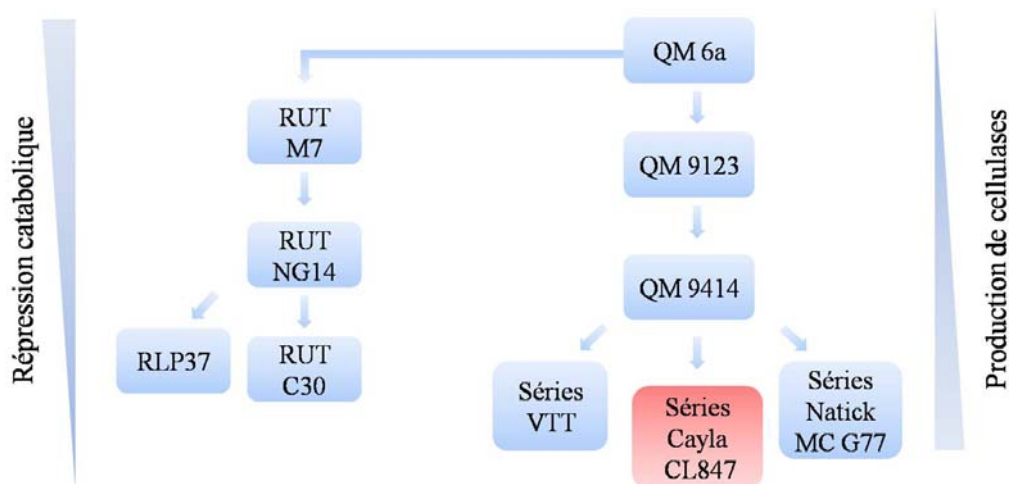 Répression catabolique
QM 6a
RUT
M7
QM 9123
RUT
NG14
QM 9414
RLP37
RUT
C30
Séries
VTT
Séries
Cayla
CL847
Séries
Natick
MC G77
Production de cellulases